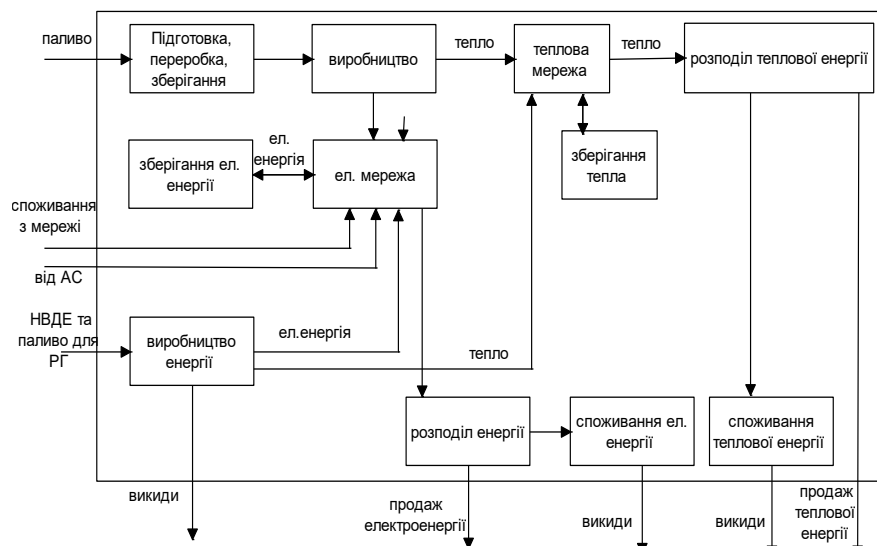 паливо
Підготовка,
переробка,
зберігання
виробництво
тепло
теплова
мережа
тепло
розподіл теплової енергії
зберігання ел.
енергії
ел.
енергія
ел. мережа
зберігання
тепла
споживання
з мережі
від АС
НВДЕ та
паливо для
РГ
виробництво
енергії
ел.енергія
тепло
розподіл енергії
споживання ел.
енергії
споживання
теплової енергії
викиди
продаж
електроенергії
викиди
викиди
продаж
теплової
енергії